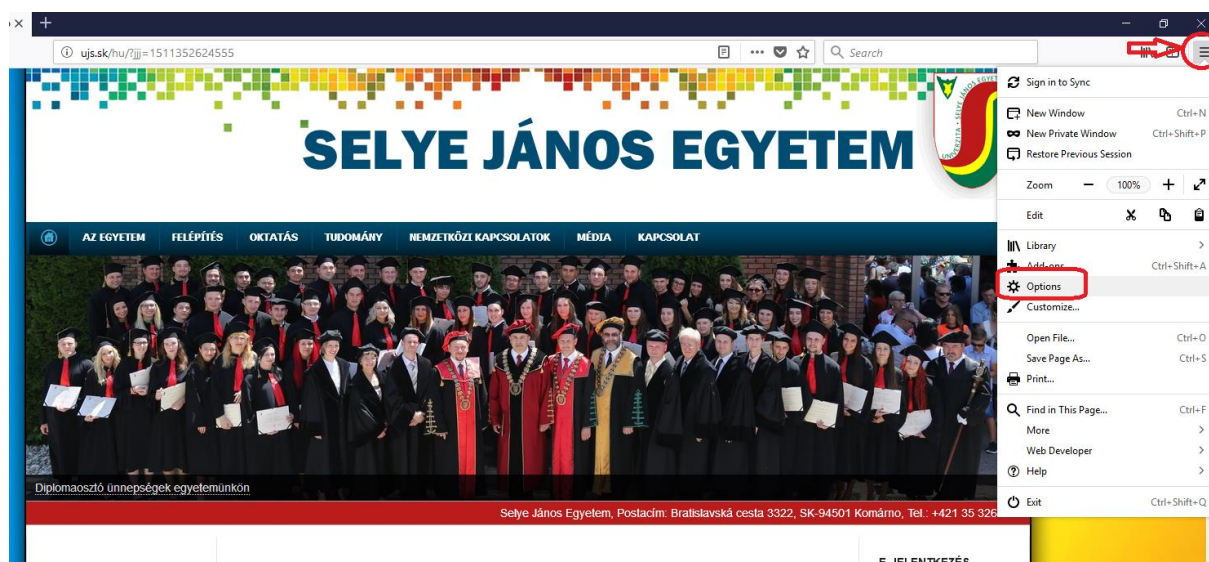 ujs.sk/hu/?jjj=1511352624555
Search
SELYE JÁNOS EGYETEM
AZ EGYETEM FELÉPÍTÉS OKTATÁS TUDOMÁNY NEMZETKÖZI KAPCSOLATOK MÉDIA KAPCSOLAT
Diplomaosztó ünnepségek egyetemünkön
Selye János Egyetem, Postacím: Bratislavská cesta 3322, SK-94501 Komárno, Tel.: +421 35 326
E-JELENTKEZÉS
Sign in to Sync
New Window Ctrl+N
New Private Window Ctrl+Shift+P
Restore Previous Session
Zoom 100%
Edit
Library
Add-ons Ctrl+Shift+A
Options
Customize...
Open File... Ctrl+O
Save Page As... Ctrl+S
Print...
Find in This Page... Ctrl+F
More
Web Developer
Help
Exit Ctrl+Shift+Q